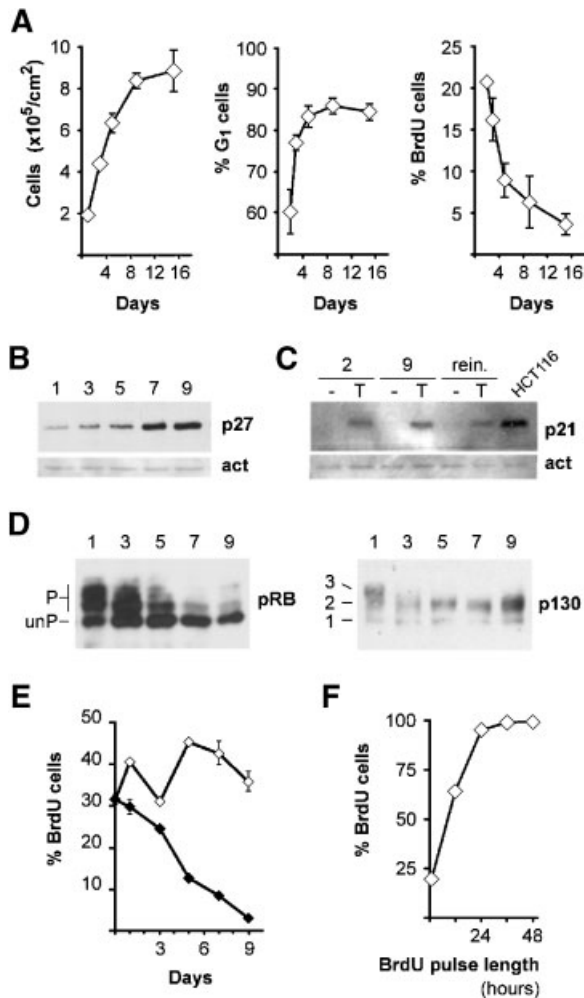 A
Cells (x10⁵/cm²)
10
8
6
4
2
4 8 12 16
Days
% G₁ cells
100
90
80
70
60
4 8 12 16
Days
% BrdU cells
25
20
15
10
5
4 8 12 16
Days
B
1 3 5 7 9
p27
act
C
2 9 rein. HCT116
- T - T - T
p21
act
D
1 3 5 7 9
P
unP
pRB
1 3 5 7 9
3
2
1
p130
E
% BrdU cells
50
40
30
20
10
3 6 9
Days
F
% BrdU cells
100
75
50
25
24 48
BrdU pulse length
(hours)